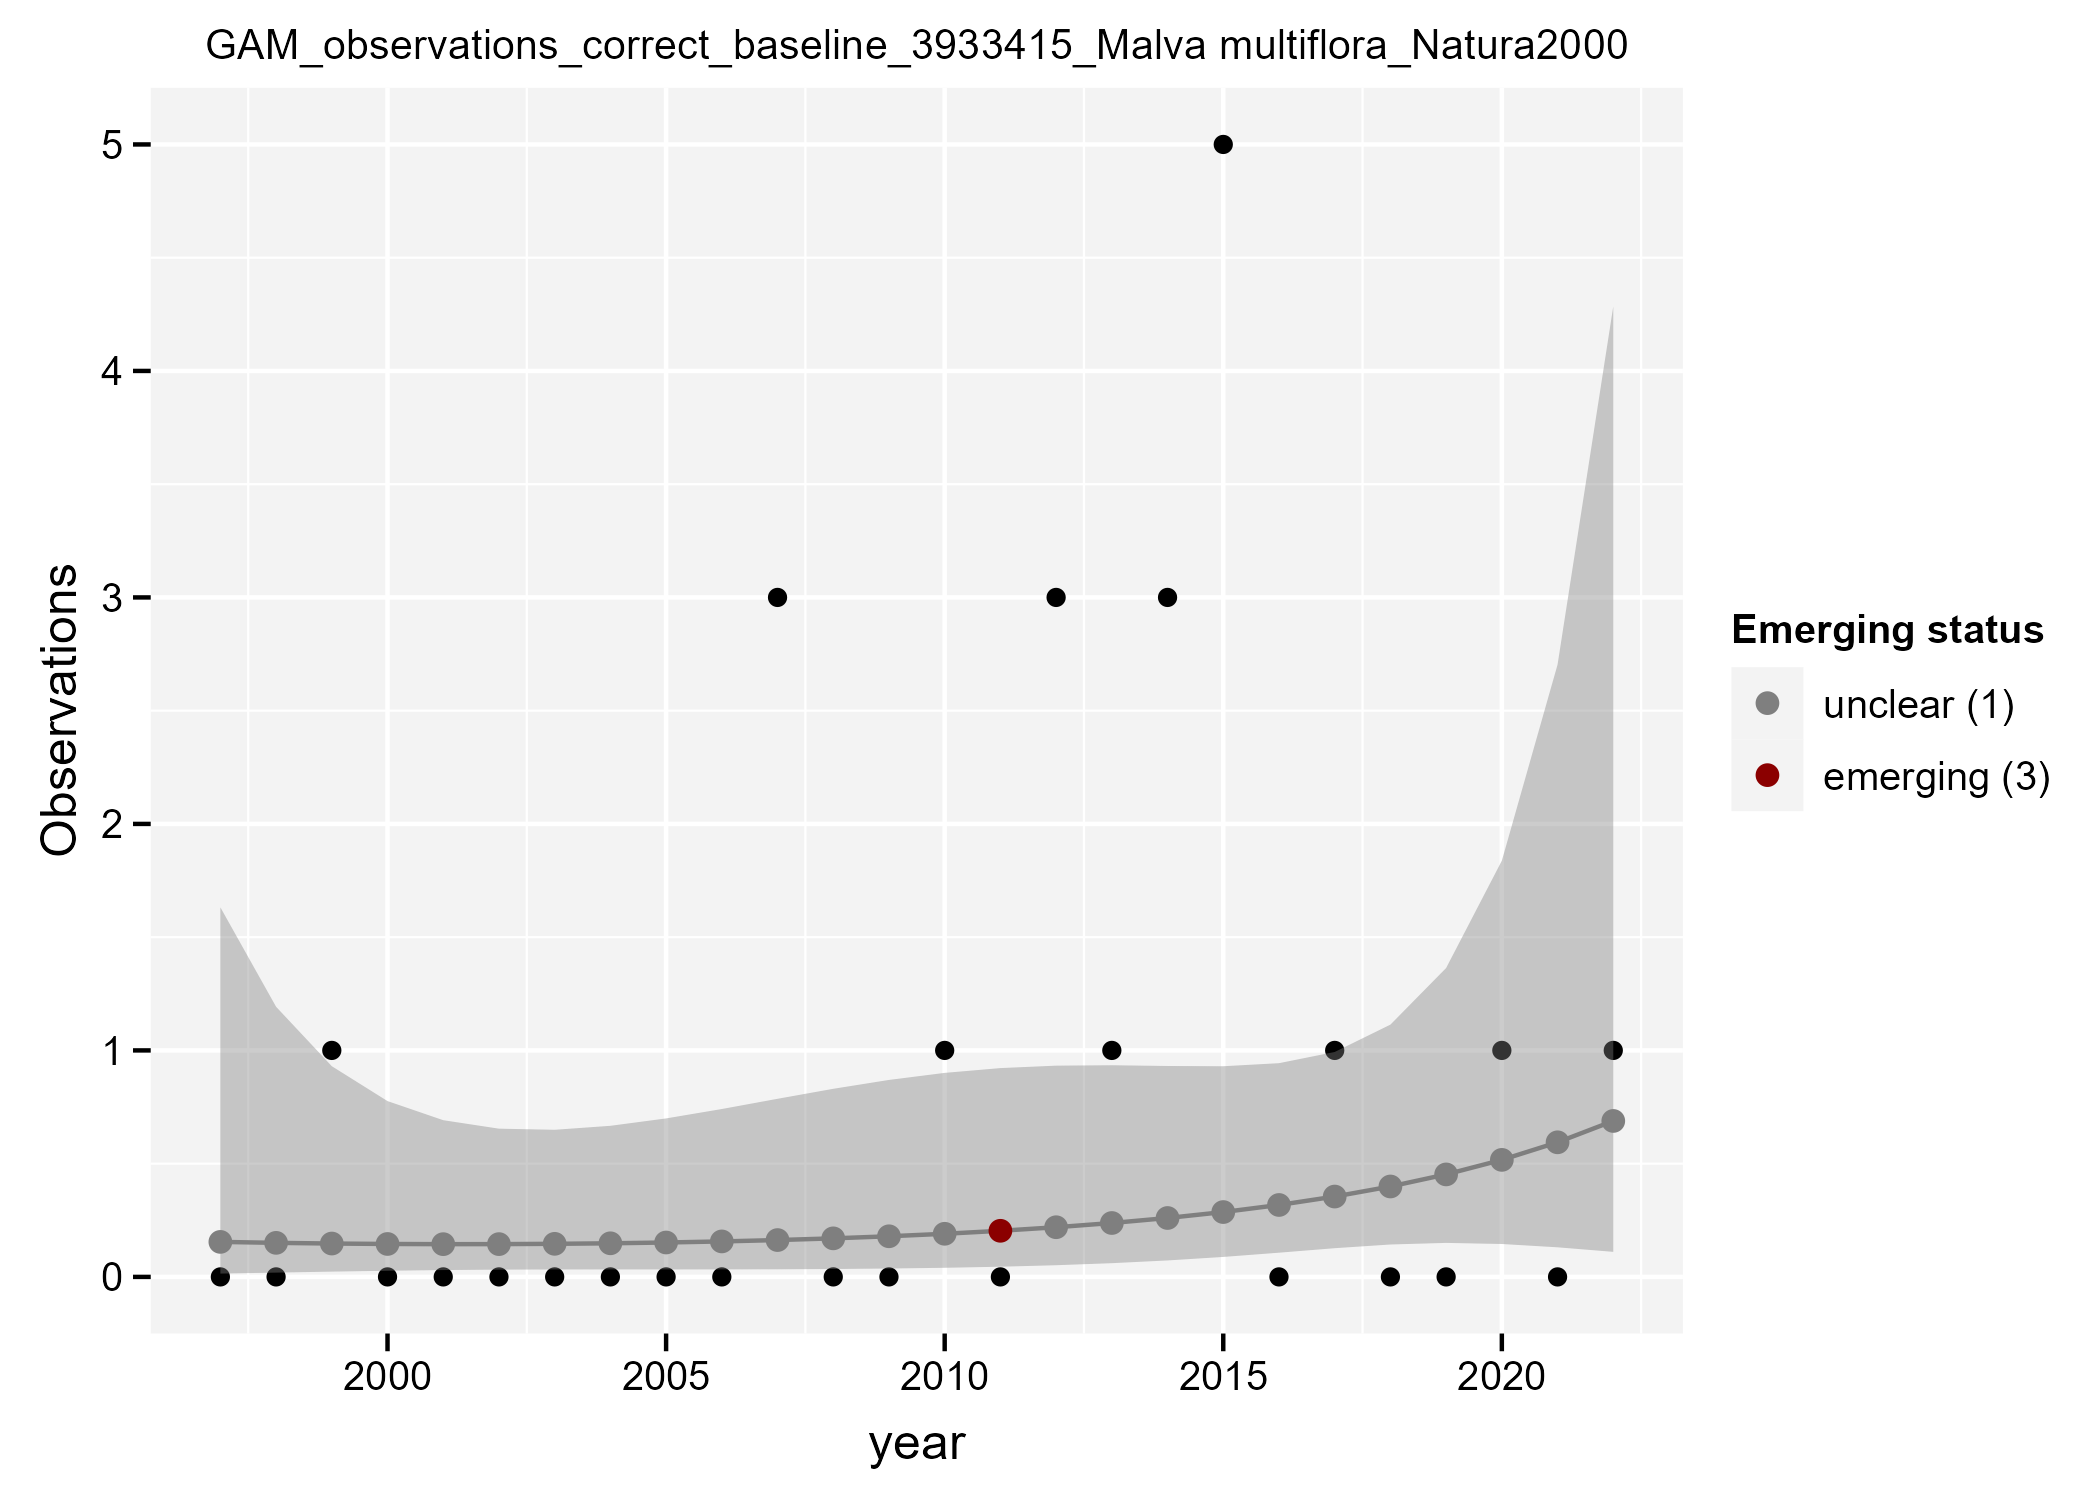 GAM_observations_correct_baseline_3933415_Malva multiflora_Natura2000
5
4
3
2
1
0
Observations
2000 2005 2010 2015 2020
year
Emerging status
unclear (1)
emerging (3)